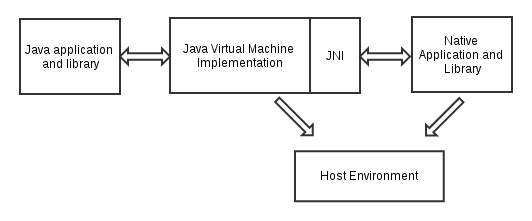 Java application
and library
Java Virtual Machine
Implementation
JNI
Native
Application and
Library
Host Environment